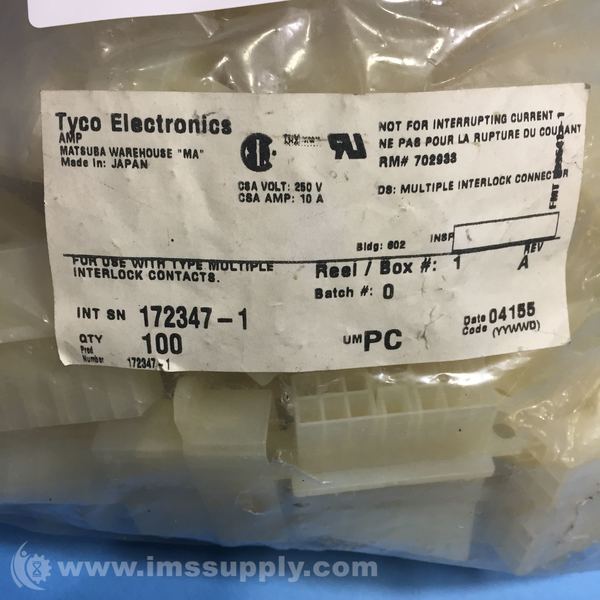 Tyco Electronics
AMP
MATSUBA WAREHOUSE "MA"
Made In: JAPAN
CSA VOLT: 250 V
CSA AMP: 10 A
NOT FOR INTERRUPTING CURRENT
NE PAS POUR LA RUPTURE DU COURANT
RM# 702933
DS: MULTIPLE INTERLOCK CONNECTOR
Bldg: 602
INSP
FOR USE WITH TYPE MULTIPLE
INTERLOCK CONTACTS.
Reel / Box #: 1
REV
A
Batch #: 0
INT SN 172347-1
QTY 100
UM PC
Date 04155
Code (YYWWD)
Prod
Number
172347-1
www.imssupply.com